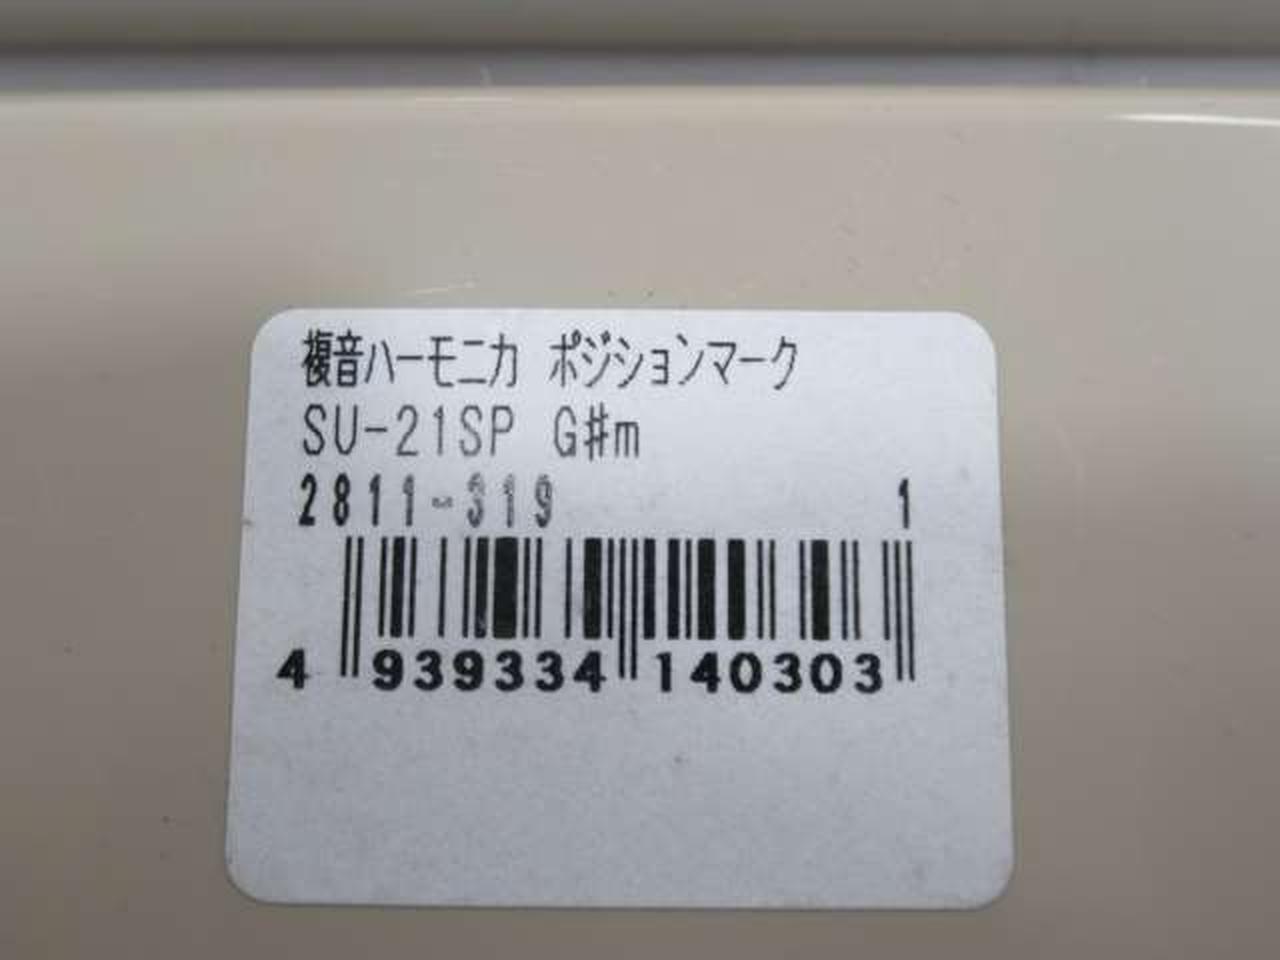 複音ハーモニカ ポジションマーク
SU-21SP G♯m
2811-319 1
4 939334 140303